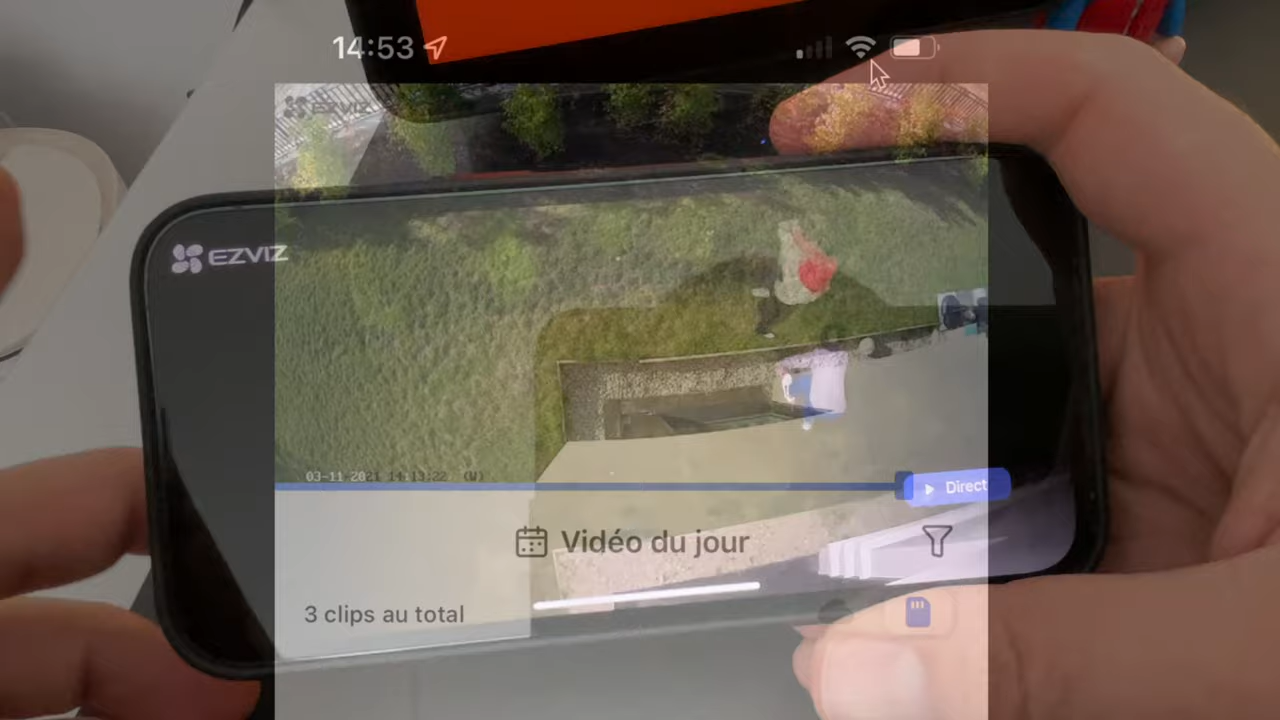 14:53
EZVIZ
EZVIZ
03-11-2021 14:13:22 (W)
Direct
Vidéo du jour
3 clips au total